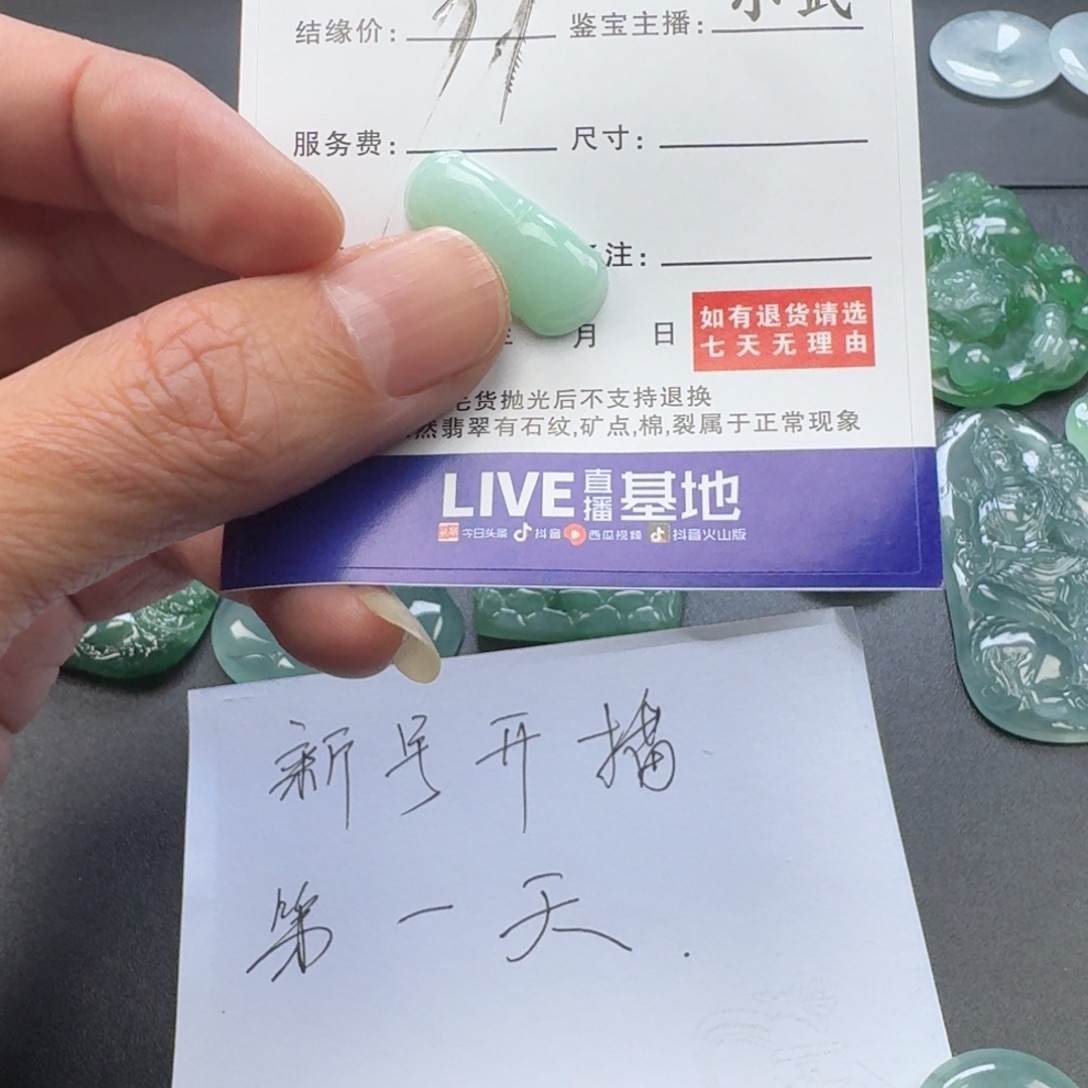 结缘价： 鉴宝主播：小武
服务费： 尺寸：
注：
月 日
如有退货请选
七天无理由
货抛光后不支持退换
然翡翠有石纹,矿点,棉,裂属于正常现象
LIVE直播基地
头条 今日头条 抖音 西瓜视频 抖音火山版
新号开播
第一天.